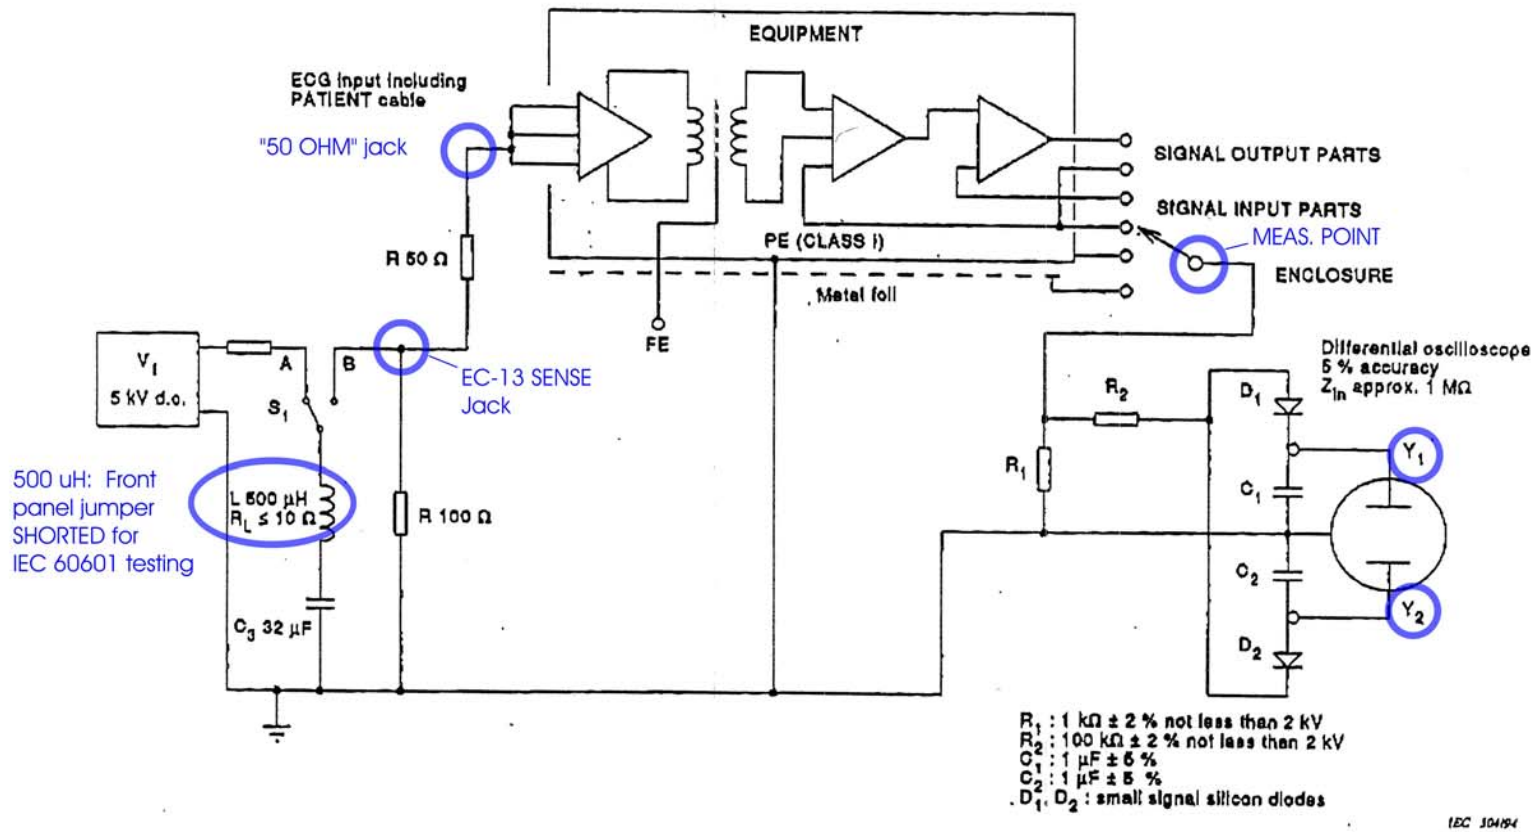 EQUIPMENT
ECG input including
PATIENT cable
"50 OHM" jack
SIGNAL OUTPUT PARTS
SIGNAL INPUT PARTS
MEAS. POINT
PE (CLASS I)
ENCLOSURE
R 50 Ω
Metal foil
FE
V1
5 kV d.c.
A
B
S1
EC-13 SENSE
Jack
Differential oscilloscope
5 % accuracy
Zin approx. 1 MΩ
R2
D1
Y1
R1
C1
500 uH: Front
panel jumper
SHORTED for
IEC 60601 testing
L 500 μH
RL ≤ 10 Ω
R 100 Ω
C2
Y2
C3 32 μF
D2
R1 : 1 kΩ ± 2 % not less than 2 kV
R2 : 100 kΩ ± 2 % not less than 2 kV
C1 : 1 μF ± 5 %
C2 : 1 μF ± 5 %
D1, D2 : small signal silicon diodes
IEC 304/94